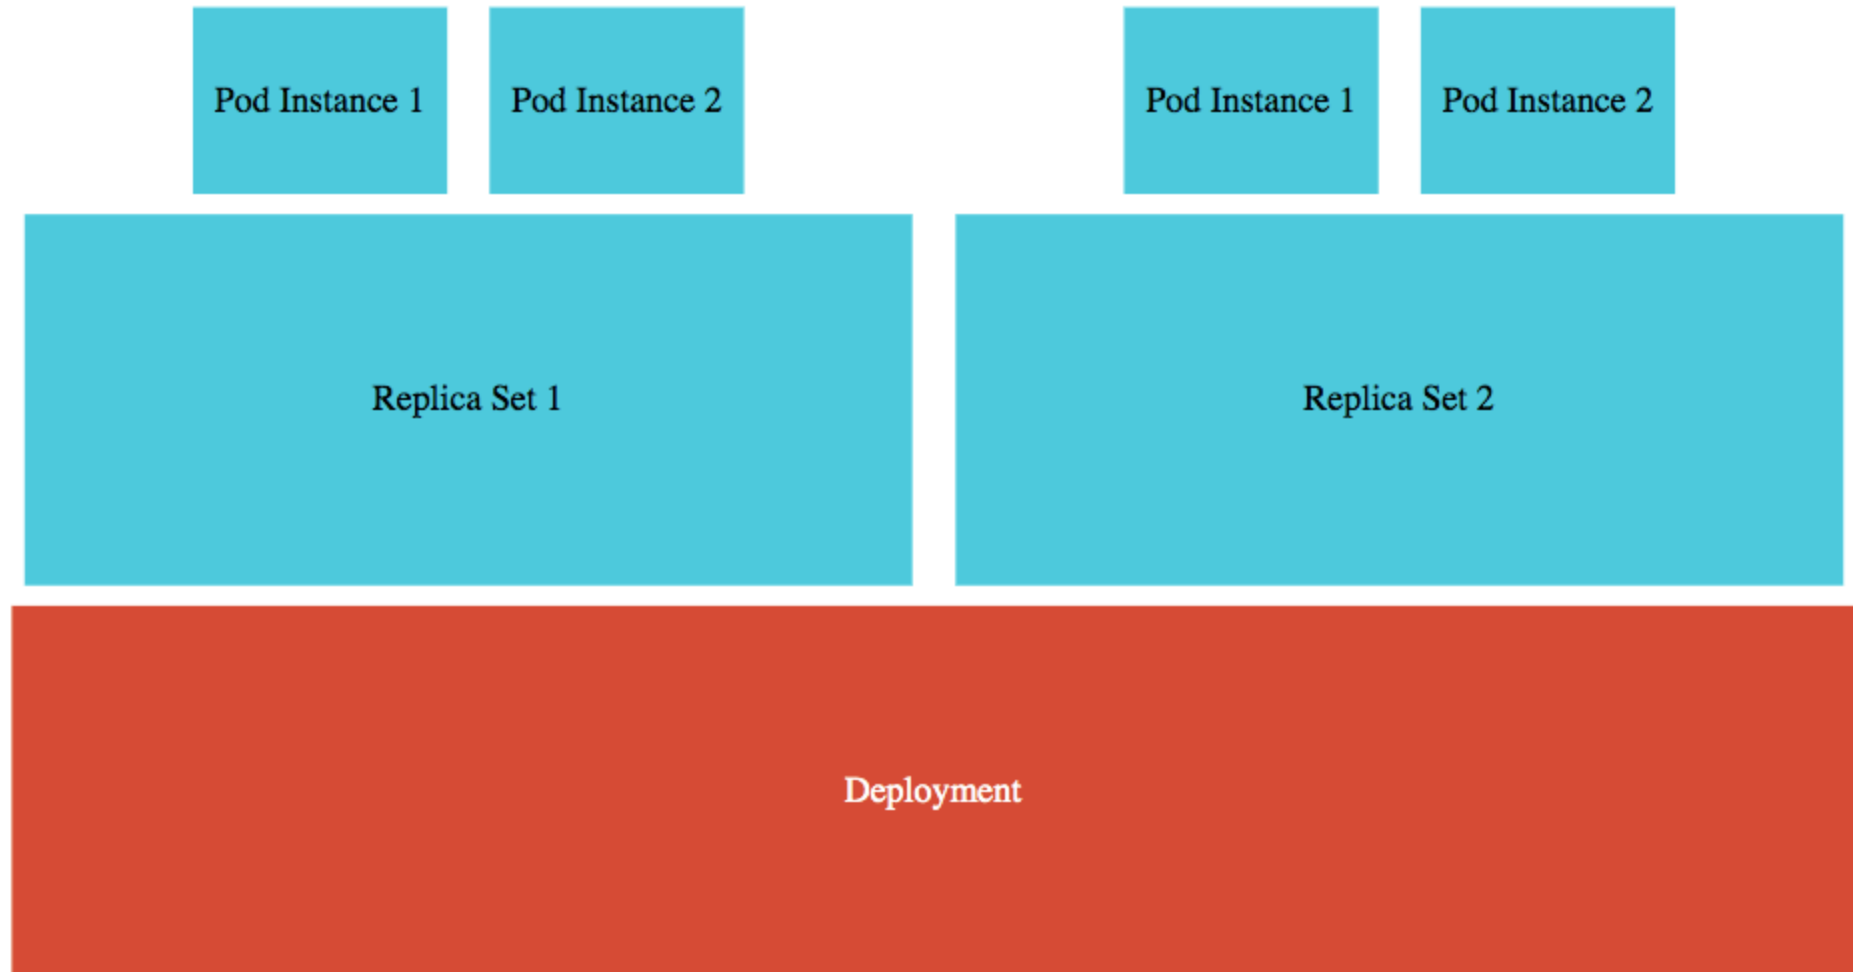 Pod Instance 1
Pod Instance 2
Pod Instance 1
Pod Instance 2
Replica Set 1
Replica Set 2
Deployment